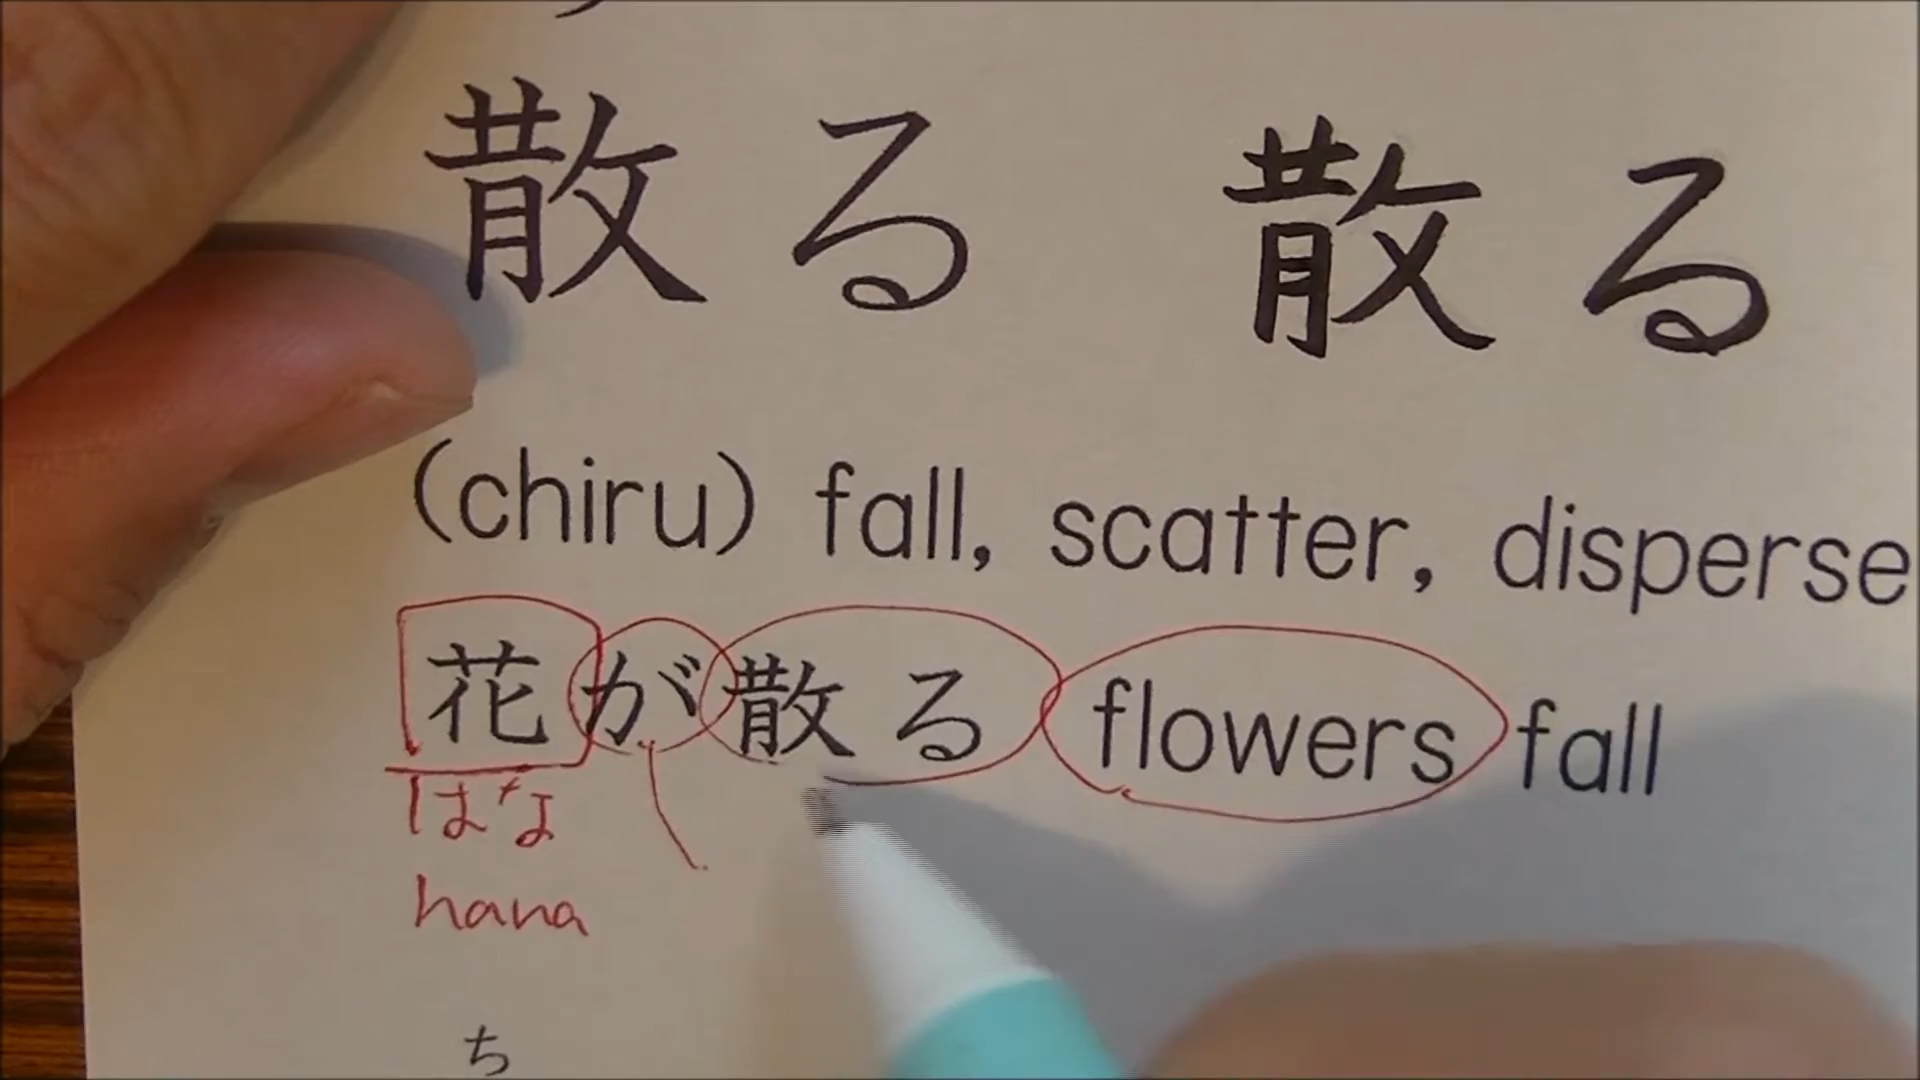 散る 散る
(chiru) fall, scatter, disperse
花が散る flowers fall
はな
hana
ち